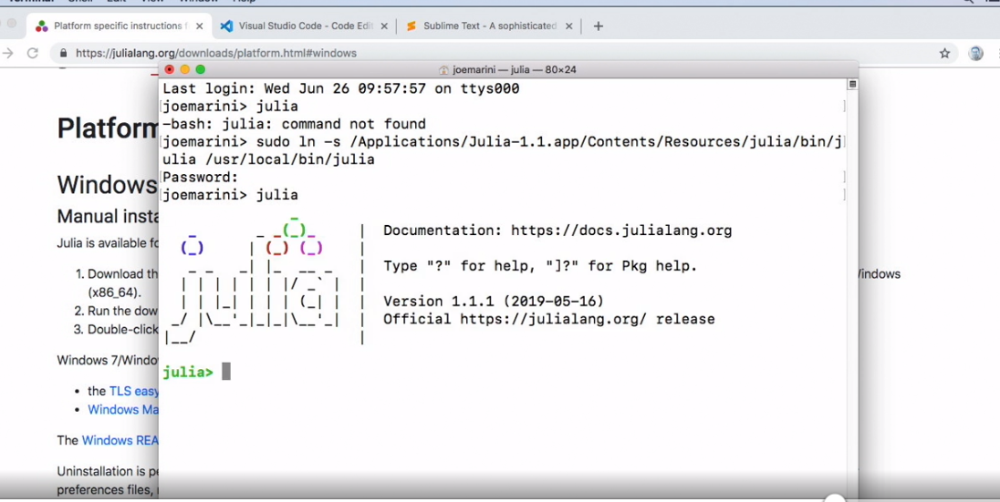 Platform specific instructions f
Visual Studio Code - Code Edi
Sublime Text - A sophisticated
https://julialang.org/downloads/platform.html#windows
joemarini — julia — 80×24
Last login: Wed Jun 26 09:57:57 on ttys000
joemarini> julia
-bash: julia: command not found
joemarini> sudo ln -s /Applications/Julia-1.1.app/Contents/Resources/julia/bin/j
ulia /usr/local/bin/julia
Password:
joemarini> julia
Documentation: https://docs.julialang.org
Type "?" for help, "]?" for Pkg help.
Version 1.1.1 (2019-05-16)
Official https://julialang.org/ release
julia>
Platform
Windows
Manual insta
Julia is available fo
1. Download th
indows
(x86_64).
2. Run the dow
3. Double-click
Windows 7/Windo
• the TLS easy
• Windows Ma
The Windows REA
Uninstallation is pe
preferences files,